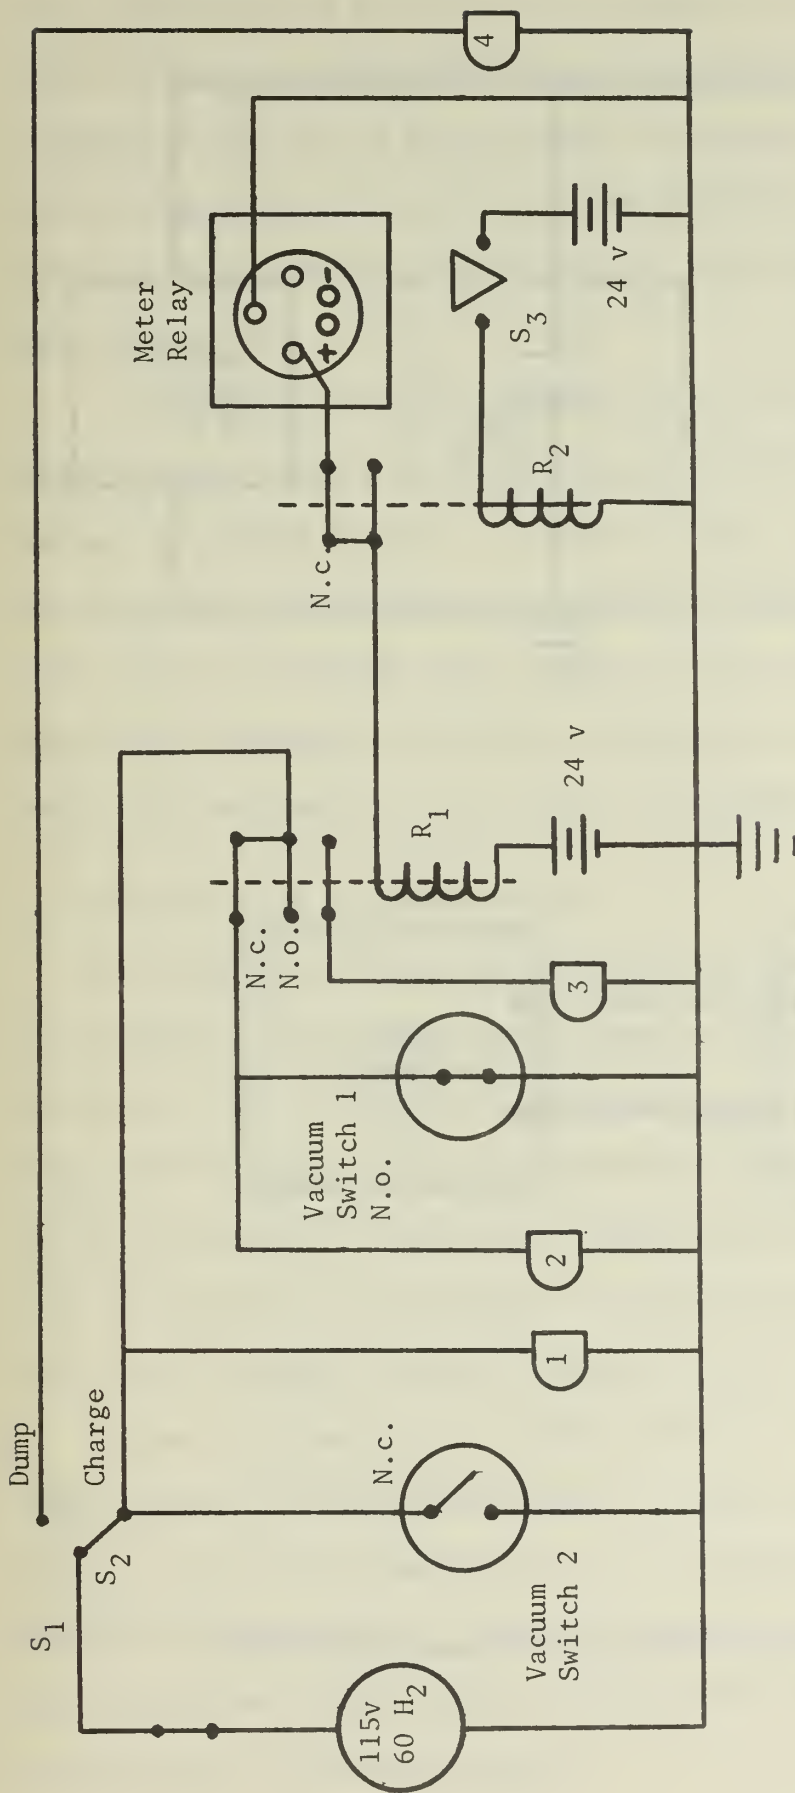 Dump
Charge
S1
S2
115v
60 H2
Vacuum
Switch 2
N.c.
1
2
Vacuum
Switch 1
N.o.
3
N.c.
N.o.
R1
24 v
N.c.
R2
Meter
Relay
+
-
S3
24 v
4